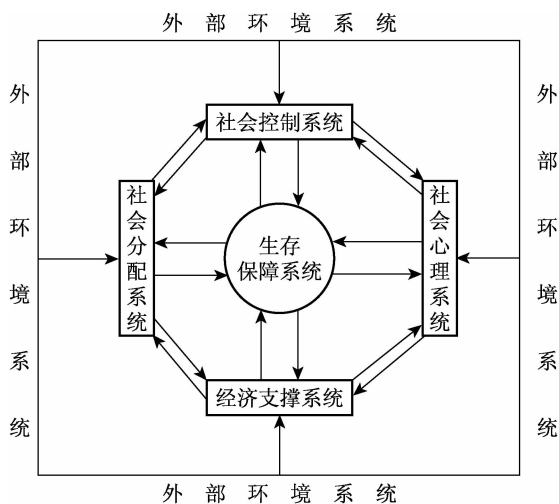 外部环境系统
外部环境系统
社会控制系统
社会分配系统
生存
保障系统
社会心理系统
外部环境系统
经济支撑系统
外部环境系统